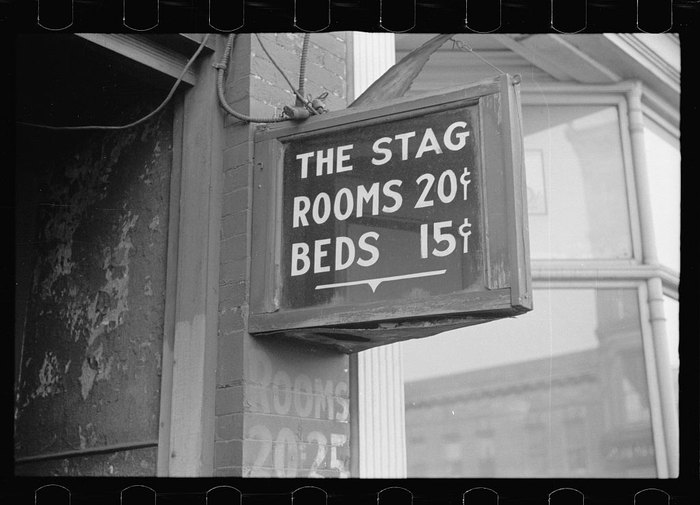 THE STAG
ROOMS 20¢
BEDS 15¢
ROOMS
20-25